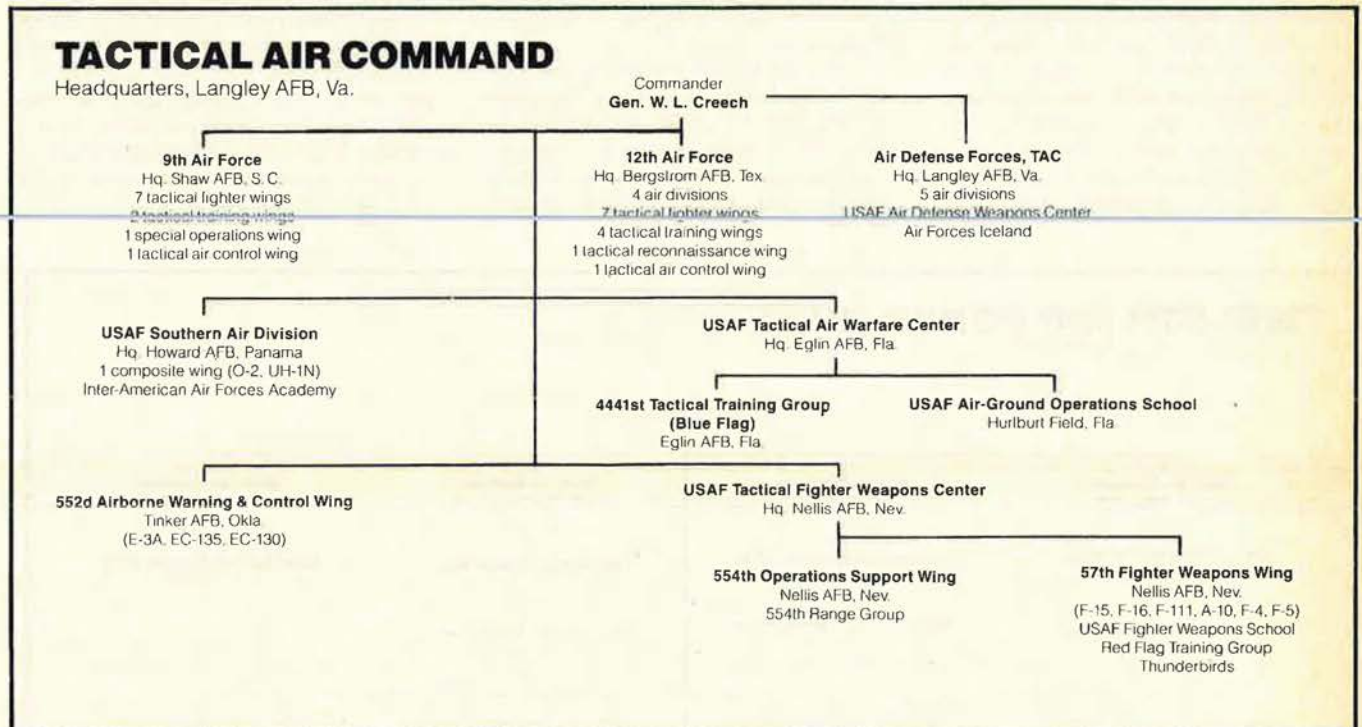 TACTICAL AIR COMMAND
Headquarters, Langley AFB, Va.
Commander
Gen. W. L. Creech
9th Air Force
Hq. Shaw AFB, S. C.
7 tactical fighter wings
2 tactical training wings
1 special operations wing
1 tactical air control wing
12th Air Force
Hq. Bergstrom AFB, Tex
4 air divisions
7 tactical fighter wings
4 tactical training wings
1 tactical reconnaissance wing
1 tactical air control wing
Air Defense Forces, TAC
Hq. Langley AFB, Va.
5 air divisions
USAF Air Defense Weapons Center
Air Forces Iceland
USAF Southern Air Division
Hq. Howard AFB, Panama
1 composite wing (O-2, UH-1N)
Inter-American Air Forces Academy
USAF Tactical Air Warfare Center
Hq. Eglin AFB, Fla.
4441st Tactical Training Group
(Blue Flag)
Eglin AFB, Fla.
USAF Air-Ground Operations School
Hurlburt Field, Fla
552d Airborne Warning & Control Wing
Tinker AFB, Okla.
(E-3A, EC-135, EC-130)
USAF Tactical Fighter Weapons Center
Hq. Nellis AFB, Nev.
554th Operations Support Wing
Nellis AFB, Nev.
554th Range Group
57th Fighter Weapons Wing
Nellis AFB, Nev.
(F-15, F-16, F-111, A-10, F-4, F-5)
USAF Fighter Weapons School
Red Flag Training Group
Thunderbirds